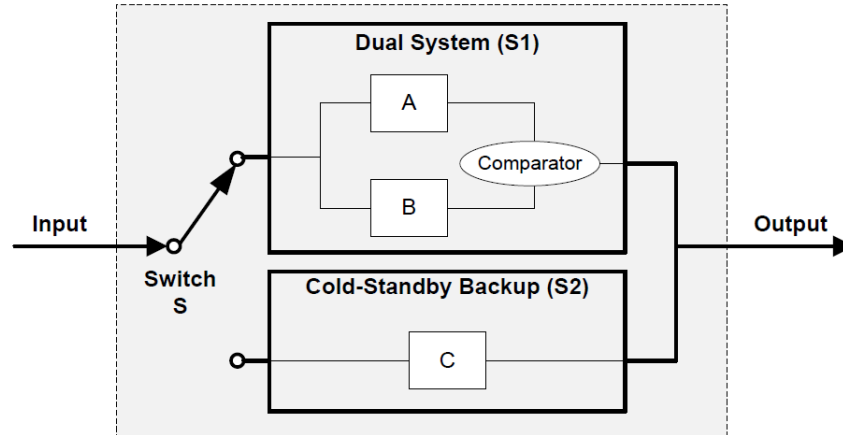 Dual System (S1)
A
Comparator
B
Input
Output
Switch
S
Cold-Standby Backup (S2)
C